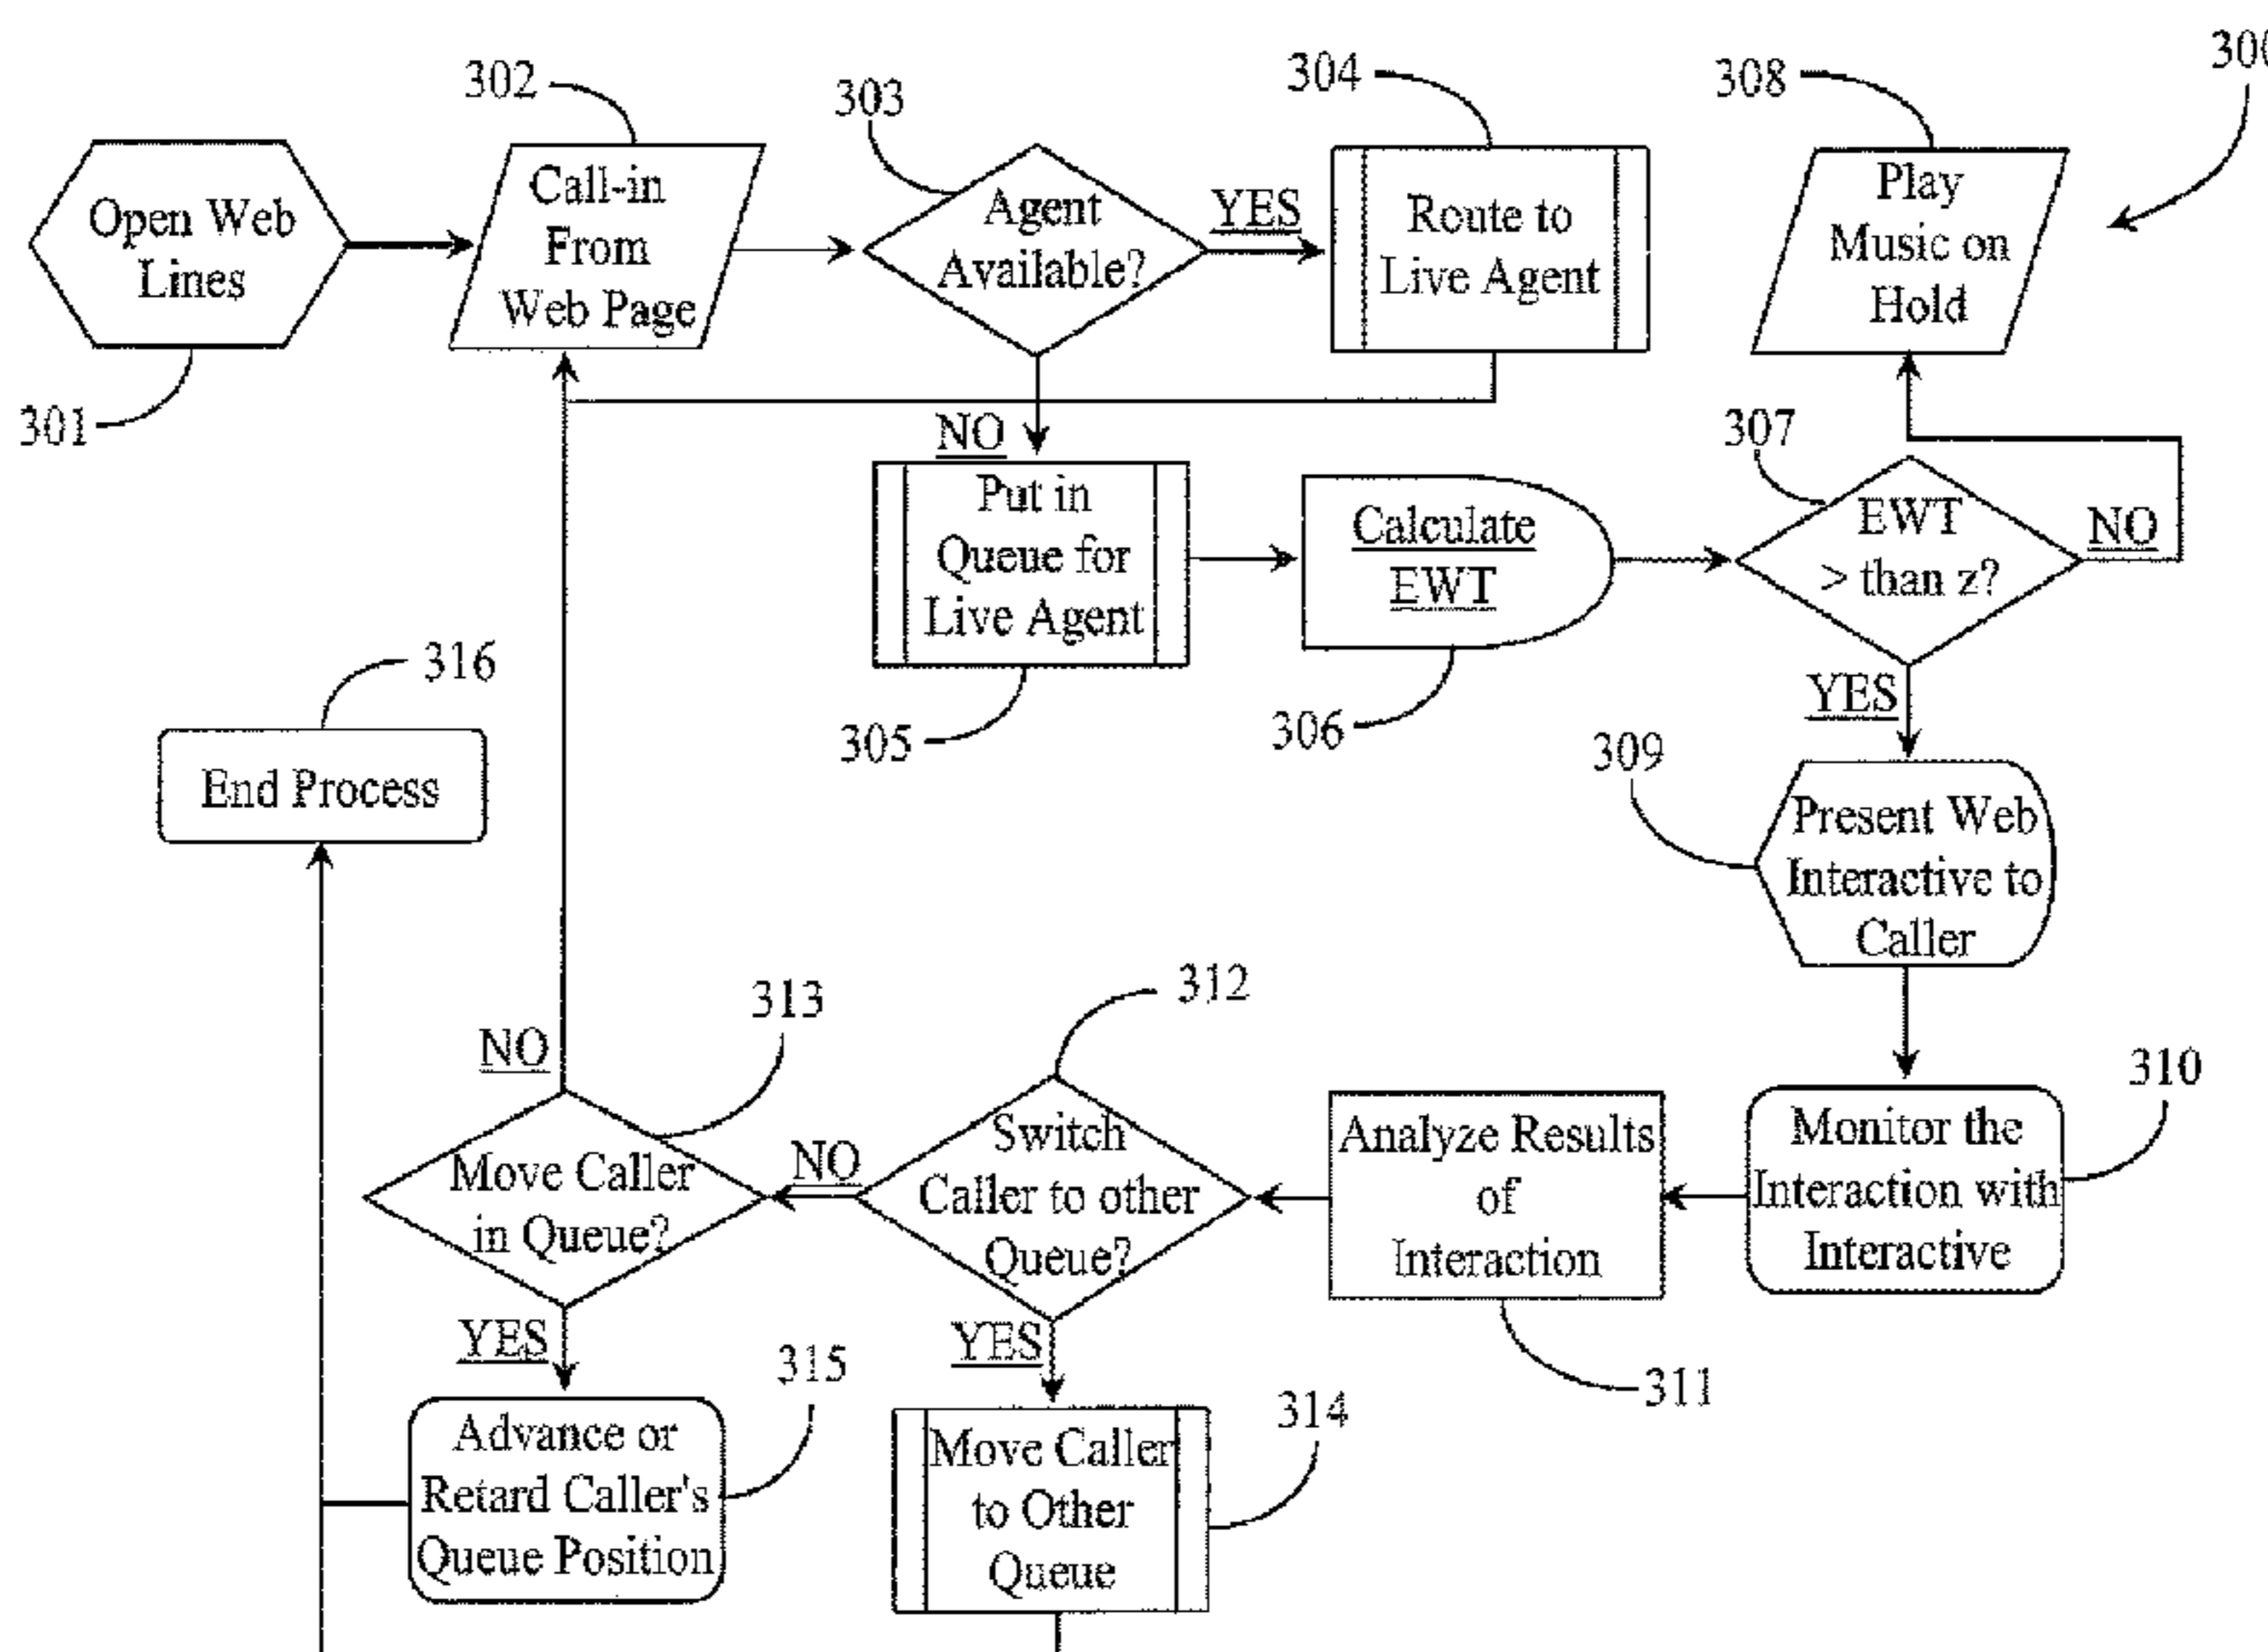 302
303
304
308
300
Open Web
Lines
Call-in
From
Web Page
Agent
Available?
YES
Route to
Live Agent
Play
Music on
Hold
301
NO
Put in
Queue for
Live Agent
Calculate
EWT
307
EWT
> than z?
NO
316
305
306
YES
End Process
309
Present Web
Interactive to
Caller
313
312
310
NO
Move Caller
in Queue?
NO
Switch
Caller to other
Queue?
Analyze Results
of
Interaction
Monitor the
Interaction with
Interactive
YES
315
YES
314
311
Advance or
Retard Caller's
Queue Position
Move Caller
to Other
Queue